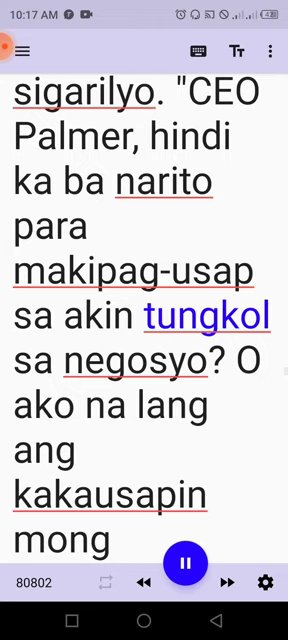 10:17 AM
Tт
sigarilyo. "CEO
Palmer, hindi
ka ba narito
para
makipag-usap
sa akin tungkol
sa negosyo? O
ako na lang
ang
kakausapin
mong
80802